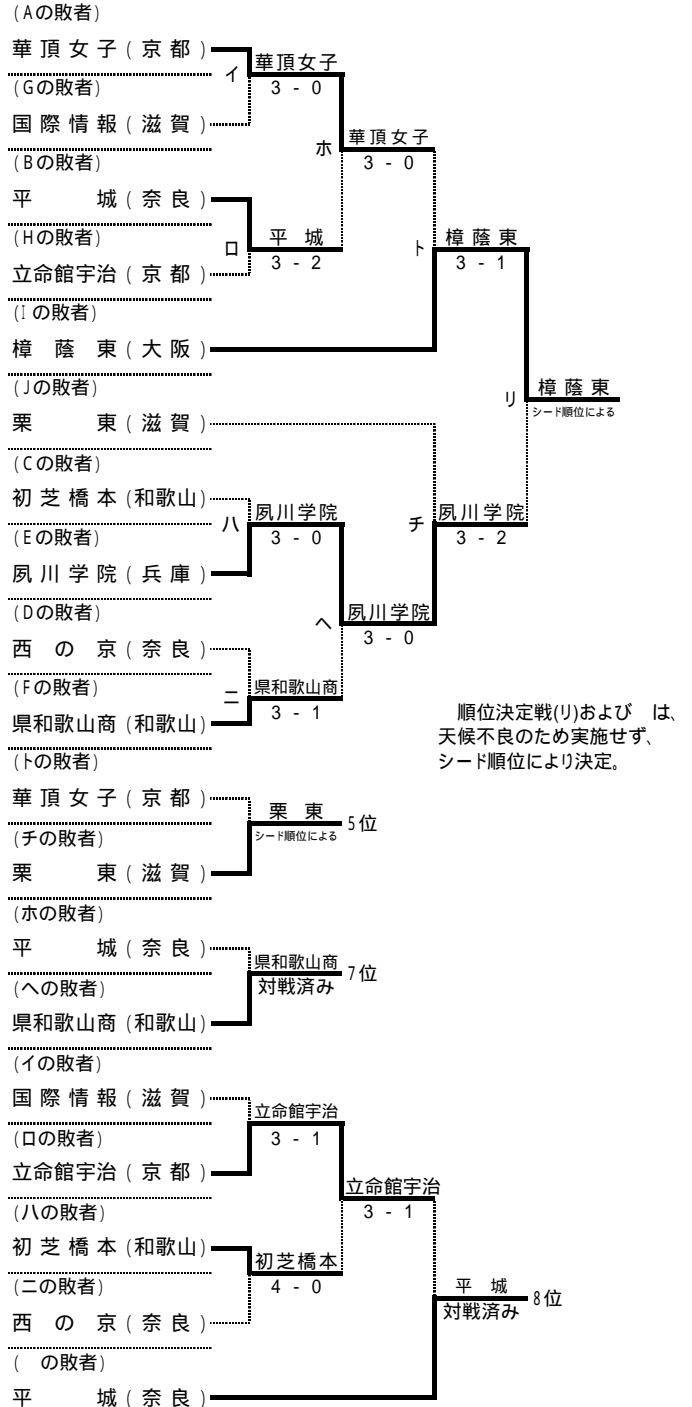 (Aの敗者)
華頂女子(京都)
イ
華頂女子
3 - 0
(Gの敗者)
国際情報(滋賀)
ホ
華頂女子
3 - 0
(Bの敗者)
平 城(奈良)
(Hの敗者)
ロ
平 城
3 - 2
ト
樟蔭東
3 - 1
立命館宇治(京都)
(Iの敗者)
樟 蔭 東(大阪)
(Jの敗者)
リ
樟蔭東
シード順位による
栗 東(滋賀)
(Cの敗者)
初芝橋本(和歌山)
ハ
夙川学院
3 - 0
チ
夙川学院
3 - 2
(Eの敗者)
夙川学院(兵庫)
(Dの敗者)
ヘ
夙川学院
3 - 0
西の京(奈良)
(Fの敗者)
ニ
県和歌山商
3 - 1
県和歌山商(和歌山)
順位決定戦(リ)および は、
天候不良のため実施せず、
シード順位により決定。
(トの敗者)
華頂女子(京都)
栗 東
シード順位による
5位
(チの敗者)
栗 東(滋賀)
(ホの敗者)
平 城(奈良)
県和歌山商
対戦済み
7位
(ヘの敗者)
県和歌山商(和歌山)
(イの敗者)
国際情報(滋賀)
立命館宇治
3 - 1
(ロの敗者)
立命館宇治(京都)
立命館宇治
3 - 1
(ハの敗者)
初芝橋本(和歌山)
初芝橋本
4 - 0
(ニの敗者)
平 城
対戦済み
8位
西の京(奈良)
( の敗者)
平 城(奈良)